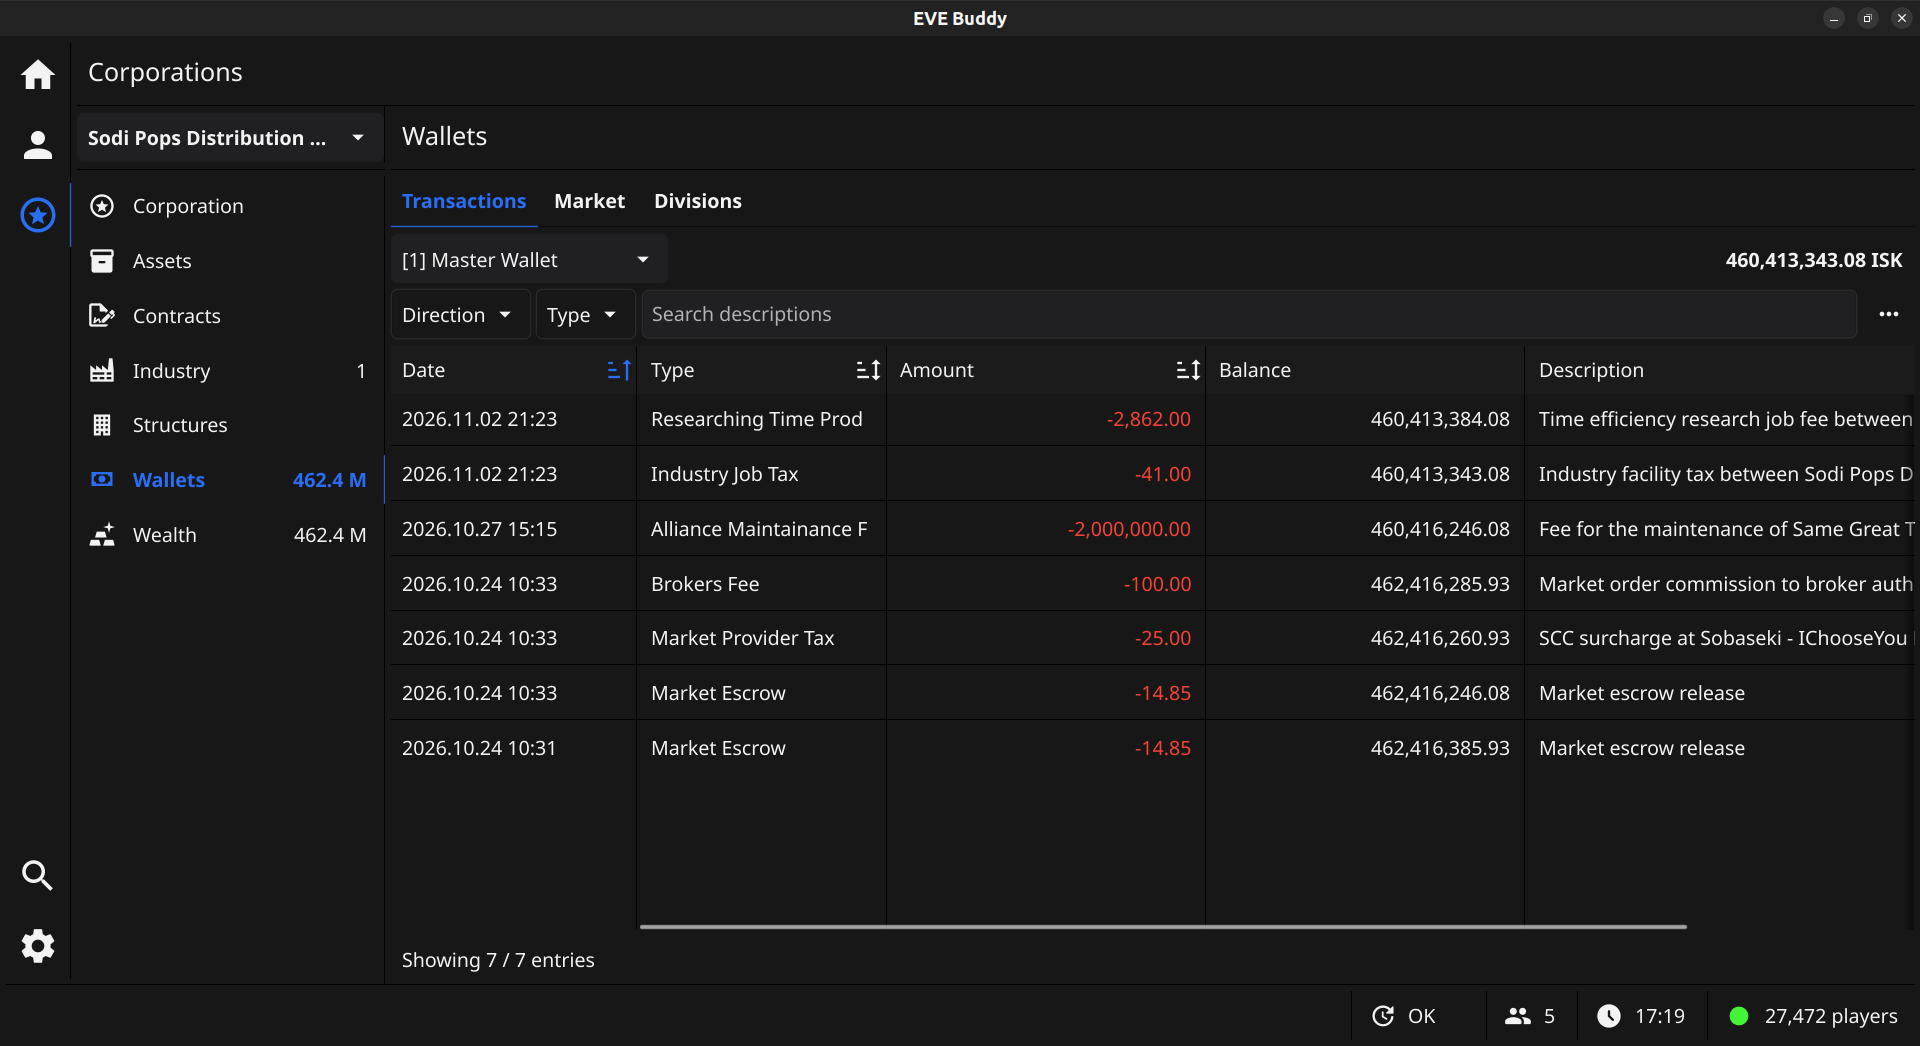 EVE Buddy
Corporations
Sodi Pops Distribution ...
Corporation
Assets
Contracts
Industry 1
Structures
Wallets 462.4 M
Wealth 462.4 M
Wallets
Transactions Market Divisions
[1] Master Wallet 460,413,343.08 ISK
Direction Type Search descriptions
Date Type Amount Balance Description
2026.11.02 21:23 Researching Time Prod -2,862.00 460,413,384.08 Time efficiency research job fee between
2026.11.02 21:23 Industry Job Tax -41.00 460,413,343.08 Industry facility tax between Sodi Pops D
2026.10.27 15:15 Alliance Maintainance F -2,000,000.00 460,416,246.08 Fee for the maintenance of Same Great T
2026.10.24 10:33 Brokers Fee -100.00 462,416,285.93 Market order commission to broker auth
2026.10.24 10:33 Market Provider Tax -25.00 462,416,260.93 SCC surcharge at Sobaseki - IChooseYou
2026.10.24 10:33 Market Escrow -14.85 462,416,246.08 Market escrow release
2026.10.24 10:31 Market Escrow -14.85 462,416,385.93 Market escrow release
Showing 7 / 7 entries
OK 5 17:19 27,472 players